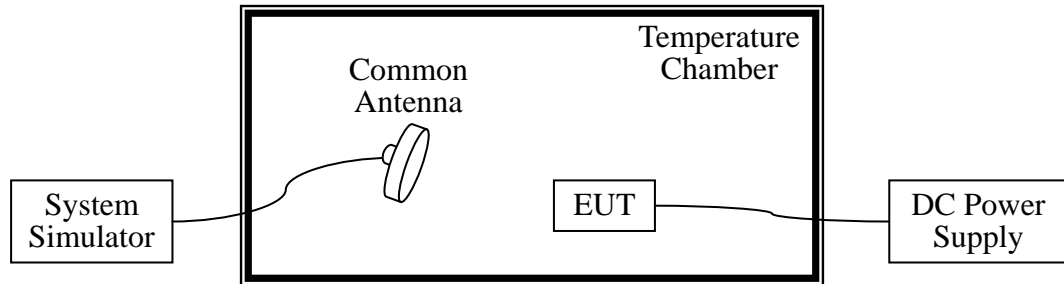 Temperature
Chamber
Common
Antenna
System
Simulator
EUT
DC Power
Supply